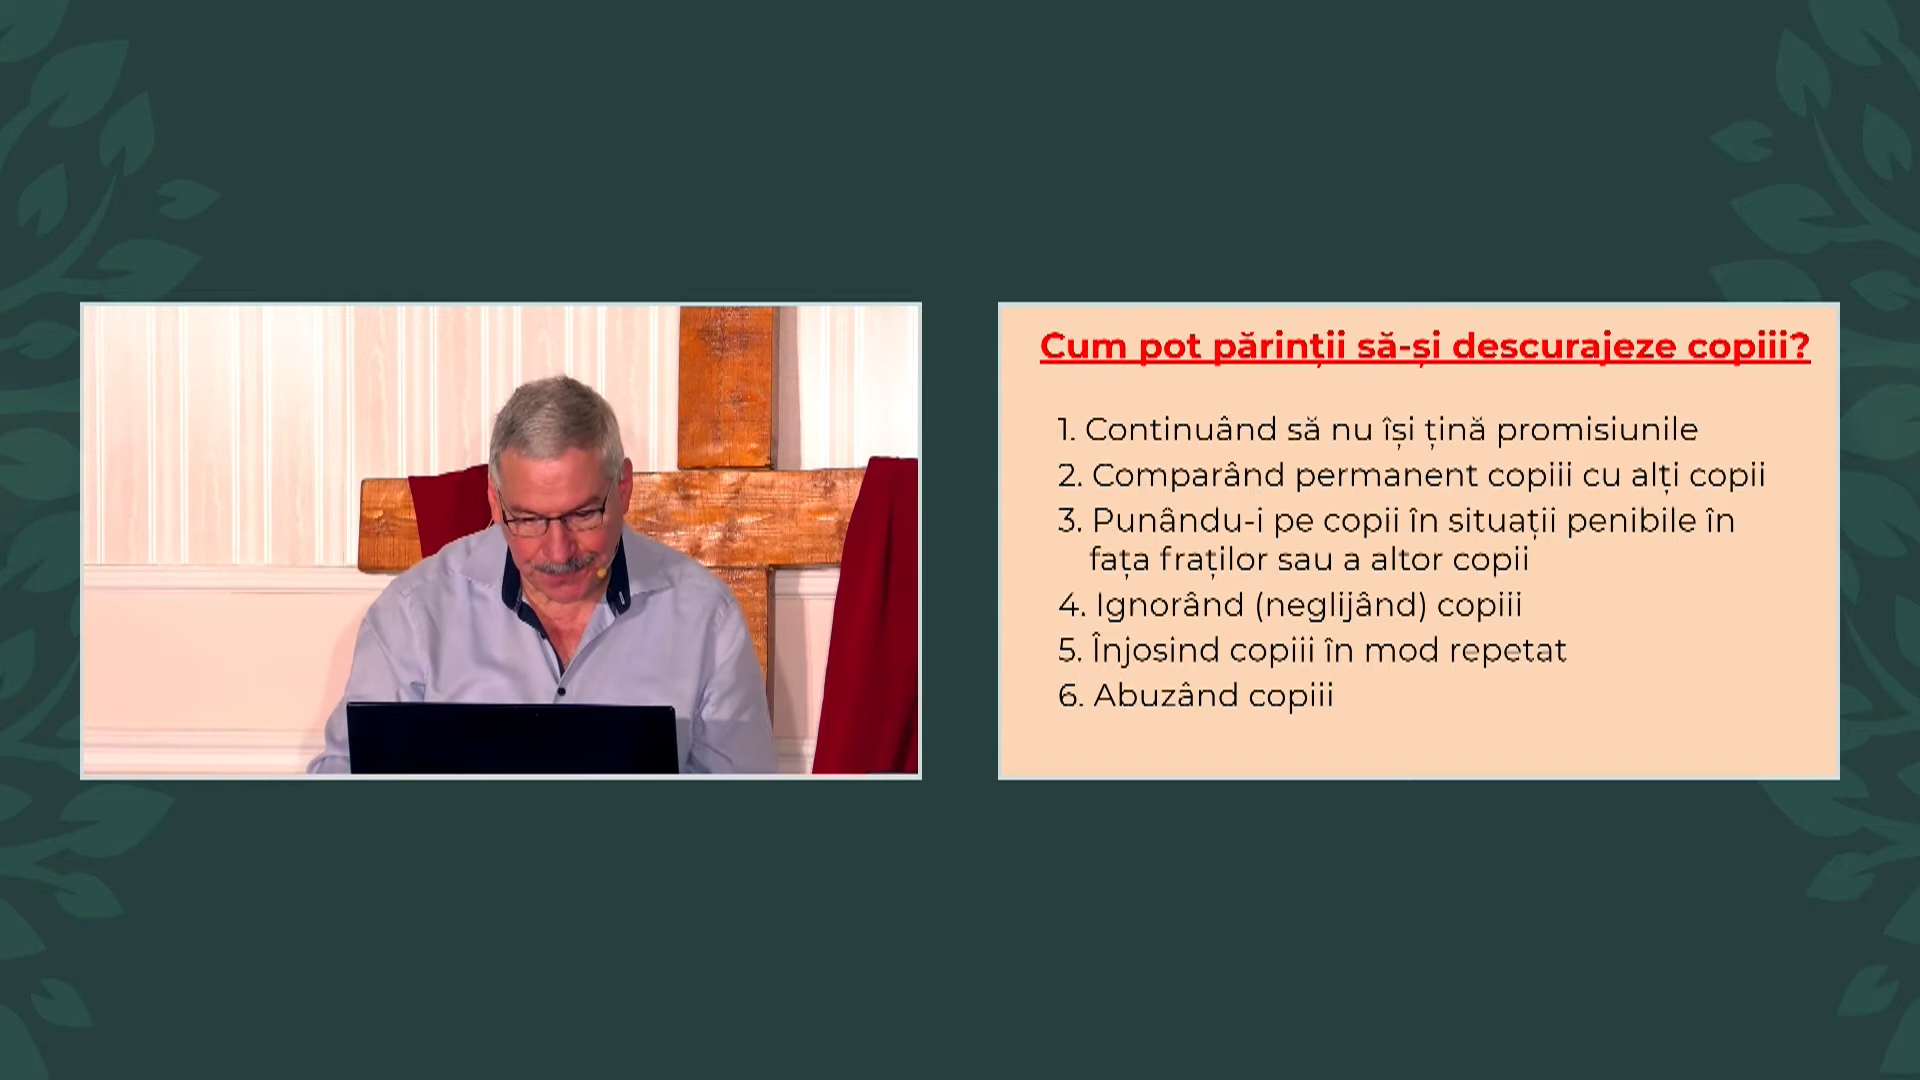 Cum pot părinții să-și descurajeze copiii?
1. Continuând să nu își țină promisiunile
2. Comparând permanent copiii cu alți copii
3. Punându-i pe copii în situații penibile în
fața fraților sau a altor copii
4. Ignorând (neglijând) copiii
5. Înjosind copiii în mod repetat
6. Abuzând copiii